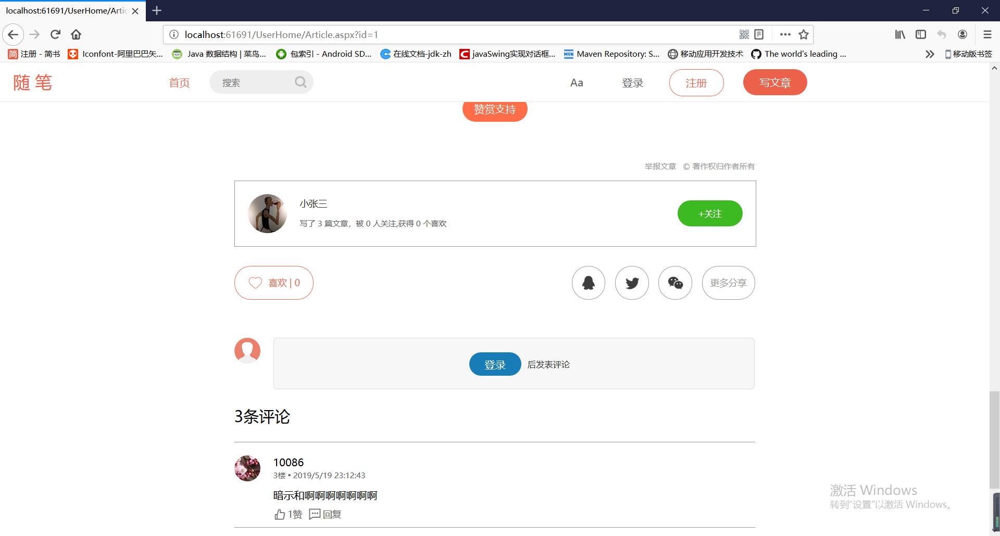 localhost:61691/UserHome/Artic
localhost:61691/UserHome/Article.aspx?id=1
简 注册 - 简书 Iconfont-阿里巴巴矢... Java 数据结构 | 菜鸟... 包索引 - Android SD... 在线文档-jdk-zh C javaSwing实现对话框... MVN Maven Repository: S... 移动应用开发技术 The world's leading ... 移动版书签
随 笔 首页 搜索 Aa 登录 注册 写文章
赞赏支持
举报文章 © 著作权归作者所有
小张三
写了 3 篇文章，被 0 人关注,获得 0 个喜欢
+关注
喜欢 | 0 更多分享
登录 后发表评论
3条评论
10086
3楼 ▪ 2019/5/19 23:12:43
暗示和啊啊啊啊啊啊啊
1赞 回复
激活 Windows
转到“设置”以激活 Windows。